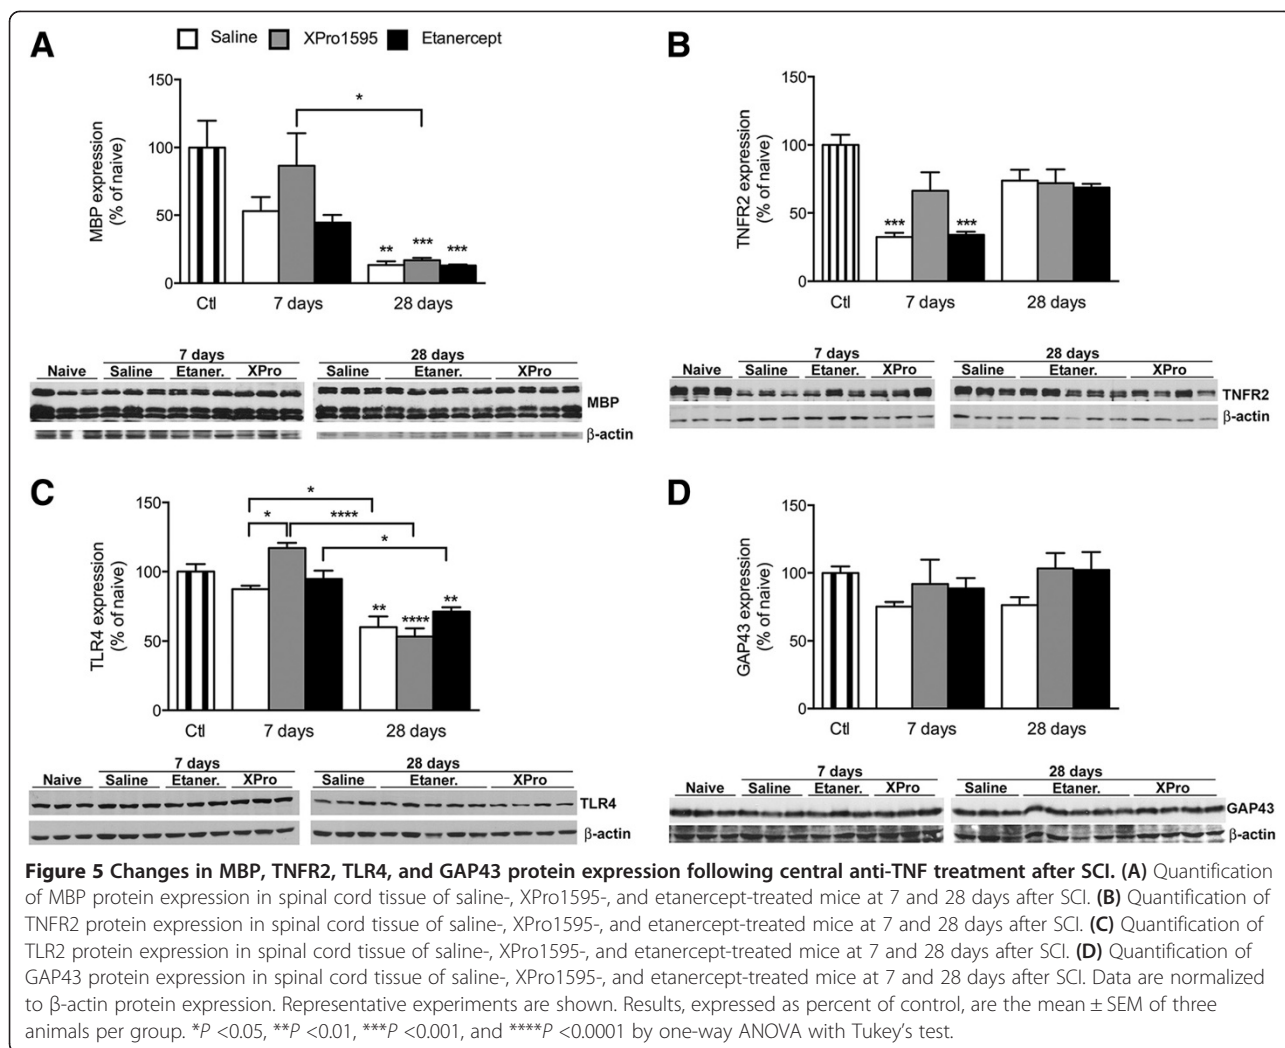 A
Saline XPro1595 Etanercept
MBP expression
(% of naive)
150
100
50
0
*
** *** ***
Ctl 7 days 28 days
7 days 28 days
Naive Saline Etaner. XPro Saline Etaner. XPro
MBP
β-actin
B
TNFR2 expression
(% of naive)
150
100
50
0
*** ***
Ctl 7 days 28 days
7 days 28 days
Naive Saline Etaner. XPro Saline Etaner. XPro
TNFR2
β-actin
C
TLR4 expression
(% of naive)
150
100
50
0
*
* ****
*
** **** **
Ctl 7 days 28 days
7 days 28 days
Naive Saline Etaner. XPro Saline Etaner. XPro
TLR4
β-actin
D
GAP43 expression
(% of naive)
150
100
50
0
Ctl 7 days 28 days
7 days 28 days
Naive Saline Etaner. XPro Saline Etaner. XPro
GAP43
β-actin
Figure 5 Changes in MBP, TNFR2, TLR4, and GAP43 protein expression following central anti-TNF treatment after SCI. (A) Quantification
of MBP protein expression in spinal cord tissue of saline-, XPro1595-, and etanercept-treated mice at 7 and 28 days after SCI. (B) Quantification of
TNFR2 protein expression in spinal cord tissue of saline-, XPro1595-, and etanercept-treated mice at 7 and 28 days after SCI. (C) Quantification of
TLR2 protein expression in spinal cord tissue of saline-, XPro1595-, and etanercept-treated mice at 7 and 28 days after SCI. (D) Quantification of
GAP43 protein expression in spinal cord tissue of saline-, XPro1595-, and etanercept-treated mice at 7 and 28 days after SCI. Data are normalized
to β-actin protein expression. Representative experiments are shown. Results, expressed as percent of control, are the mean ± SEM of three
animals per group. *P <0.05, **P <0.01, ***P <0.001, and ****P <0.0001 by one-way ANOVA with Tukey's test.